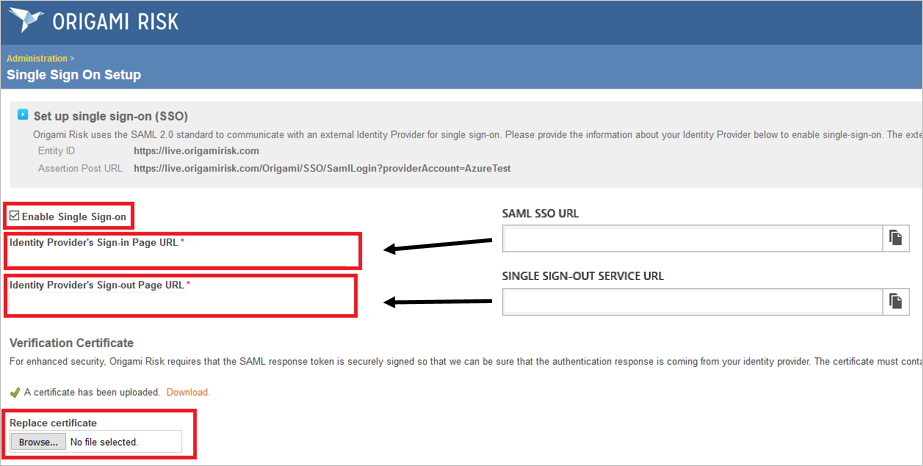 ORIGAMI RISK
Administration >
Single Sign On Setup
Set up single sign-on (SSO)
Origami Risk uses the SAML 2.0 standard to communicate with an external Identity Provider for single sign-on. Please provide the information about your Identity Provider below to enable single-sign-on. The exte
Entity ID https://live.origamirisk.com
Assertion Post URL https://live.origamirisk.com/Origami/SSO/SamlLogin?providerAccount=AzureTest
Enable Single Sign-on
SAML SSO URL
Identity Provider's Sign-in Page URL *
SINGLE SIGN-OUT SERVICE URL
Identity Provider's Sign-out Page URL *
Verification Certificate
For enhanced security, Origami Risk requires that the SAML response token is securely signed so that we can be sure that the authentication response is coming from your identity provider. The certificate must conta
A certificate has been uploaded. Download.
Replace certificate
Browse... No file selected.